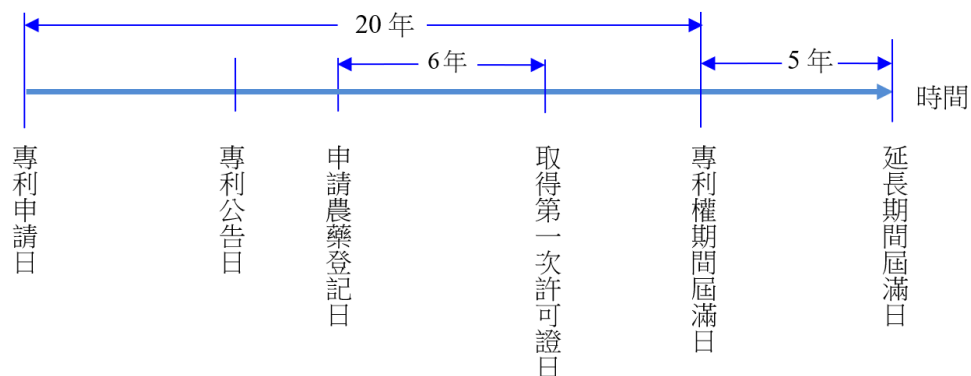 20 年
6 年
5 年
時間
專利申請日
專利公告日
申請農藥登記日
取得第一次許可證日
專利權期間屆滿日
延長期間屆滿日